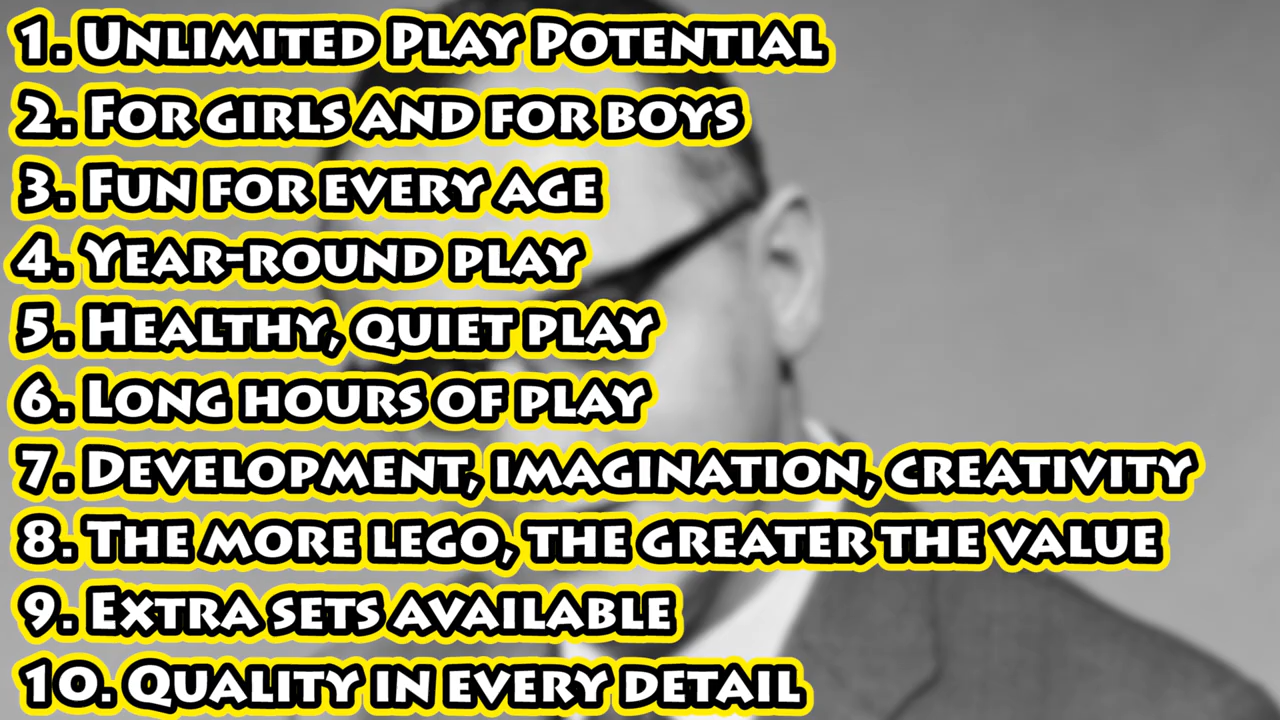 1. Unlimited Play Potential
2. For girls and for boys
3. Fun for every age
4. Year-round play
5. Healthy, quiet play
6. Long hours of play
7. Development, imagination, creativity
8. The more lego, the greater the value
9. Extra sets available
10. Quality in every detail